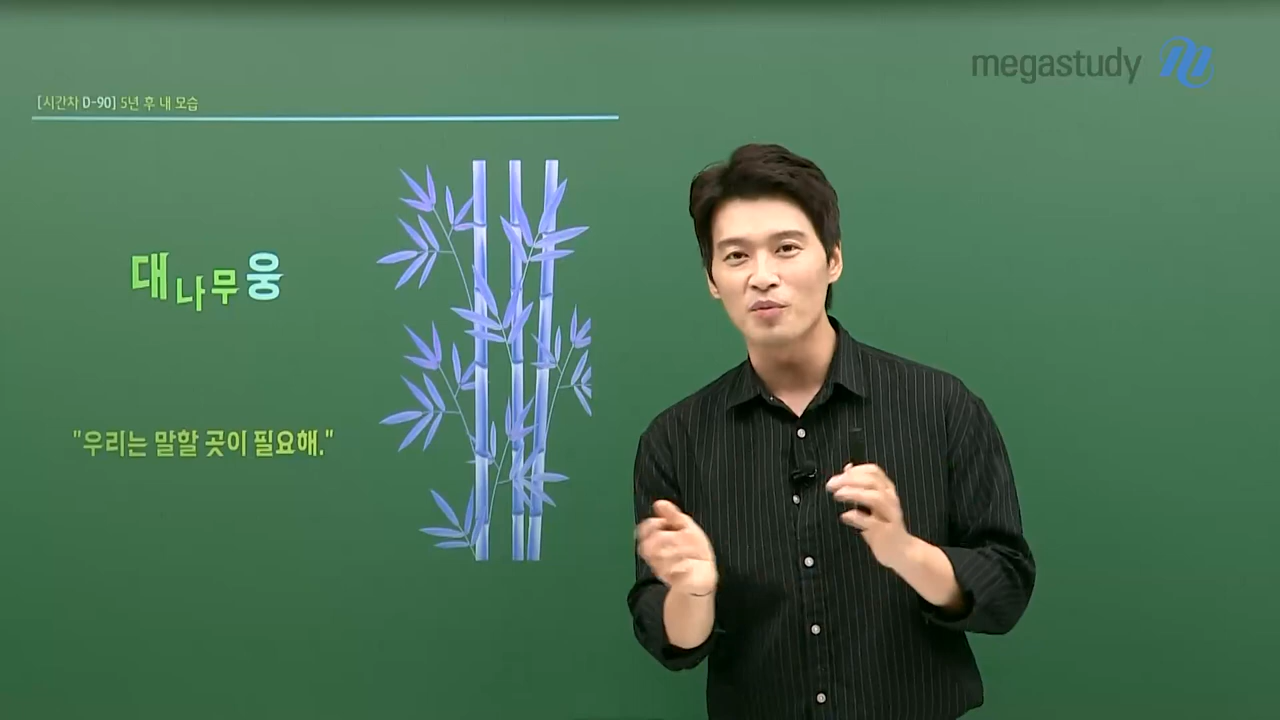 megastudy
[시간차 D-90] 5년 후 내 모습
대나무웅
"우리는 말할 곳이 필요해."